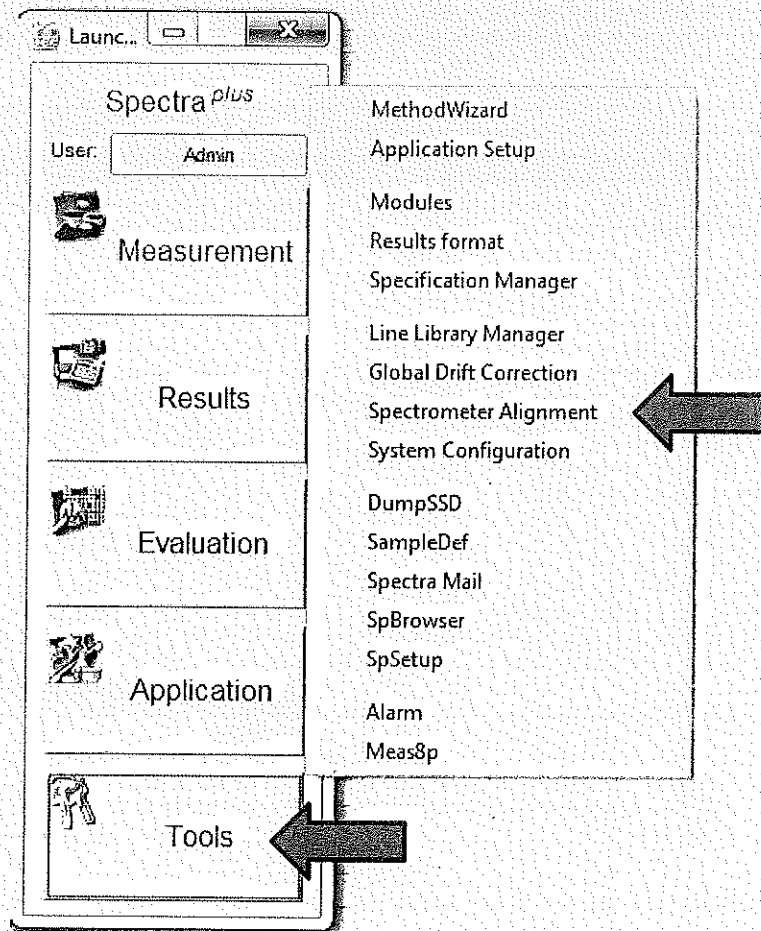 Launc...
Spectra plus
User: Admin
Measurement
Results
Evaluation
Application
Tools
MethodWizard
Application Setup
Modules
Results format
Specification Manager
Line Library Manager
Global Drift Correction
Spectrometer Alignment
System Configuration
DumpSSD
SampleDef
Spectra Mail
SpBrowser
SpSetup
Alarm
Meas8p